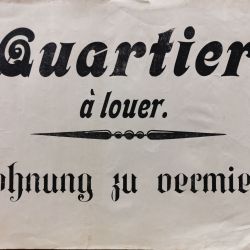 Quartier
à louer.
ohnung zu vermie